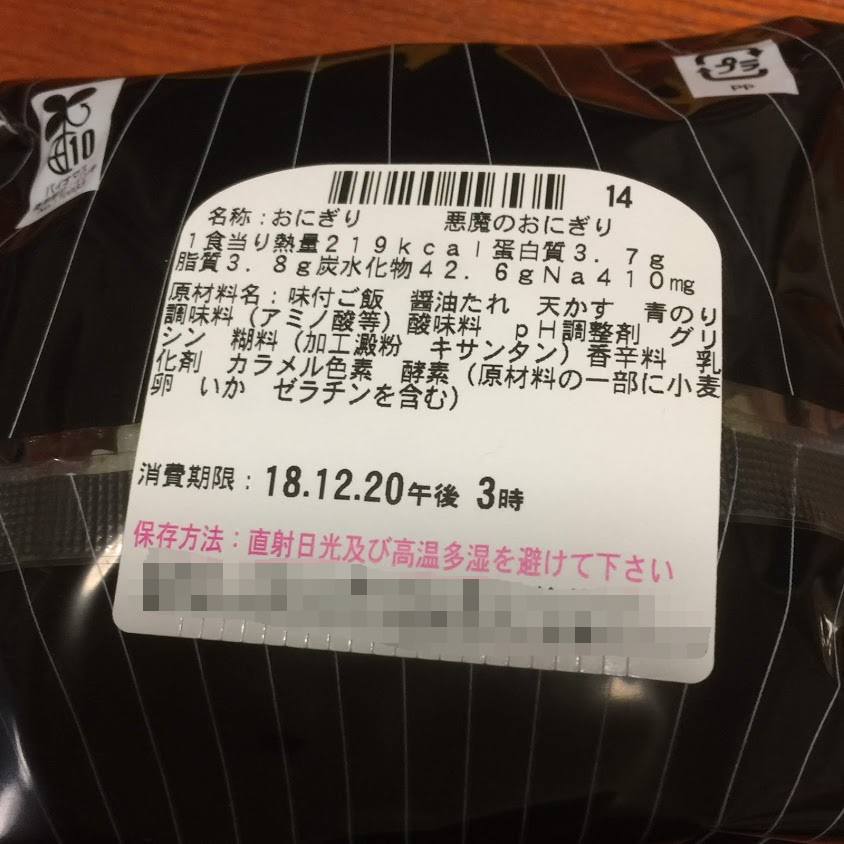 10
プラ
PP
14
名称：おにぎり　悪魔のおにぎり
１食当り熱量２１９ｋｃａｌ蛋白質３．７ｇ
脂質３．８ｇ炭水化物４２．６ｇＮａ４１０mg
原材料名：味付ご飯　醤油たれ　天かす　青のり
調味料（アミノ酸等）酸味料　ｐＨ調整剤　グリ
シン　糊料（加工澱粉　キサンタン）香辛料　乳
化剤　カラメル色素　酵素（原材料の一部に小麦
卵　いか　ゼラチンを含む）
消費期限：18.12.20午後 3時
保存方法：直射日光及び高温多湿を避けて下さい